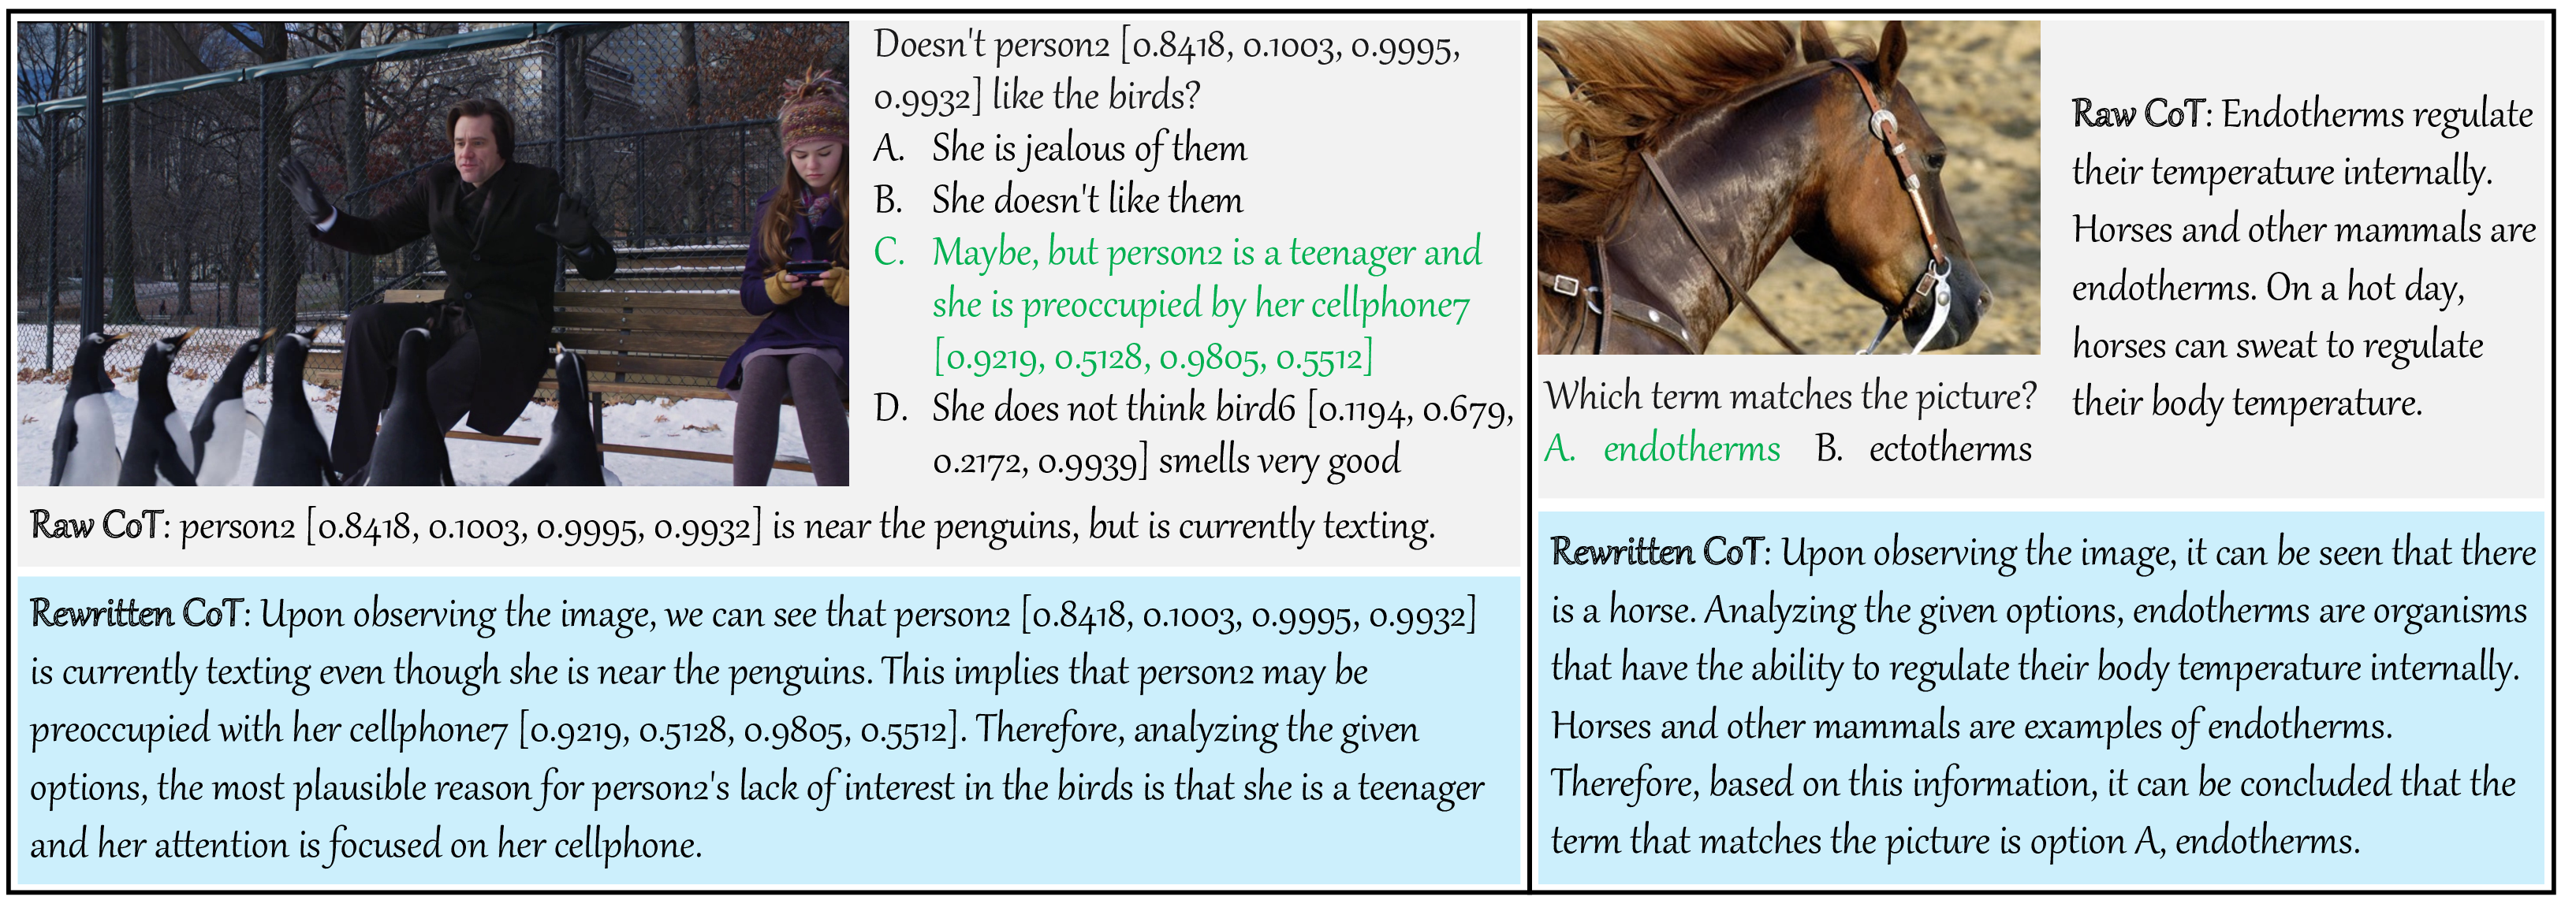 Doesn't person2 [0.8418, 0.1003, 0.9995,
0.9932] like the birds?
A. She is jealous of them
B. She doesn't like them
C. Maybe, but person2 is a teenager and
she is preoccupied by her cellphone7
[0.9219, 0.5128, 0.9805, 0.5512]
D. She does not think bird6 [0.1194, 0.679,
0.2172, 0.9939] smells very good
Raw CoT: person2 [0.8418, 0.1003, 0.9995, 0.9932] is near the penguins, but is currently texting.
Rewritten CoT: Upon observing the image, we can see that person2 [0.8418, 0.1003, 0.9995, 0.9932]
is currently texting even though she is near the penguins. This implies that person2 may be
preoccupied with her cellphone7 [0.9219, 0.5128, 0.9805, 0.5512]. Therefore, analyzing the given
options, the most plausible reason for person2's lack of interest in the birds is that she is a teenager
and her attention is focused on her cellphone.
Which term matches the picture?
A. endotherms B. ectotherms
Raw CoT: Endotherms regulate
their temperature internally.
Horses and other mammals are
endotherms. On a hot day,
horses can sweat to regulate
their body temperature.
Rewritten CoT: Upon observing the image, it can be seen that there
is a horse. Analyzing the given options, endotherms are organisms
that have the ability to regulate their body temperature internally.
Horses and other mammals are examples of endotherms.
Therefore, based on this information, it can be concluded that the
term that matches the picture is option A, endotherms.